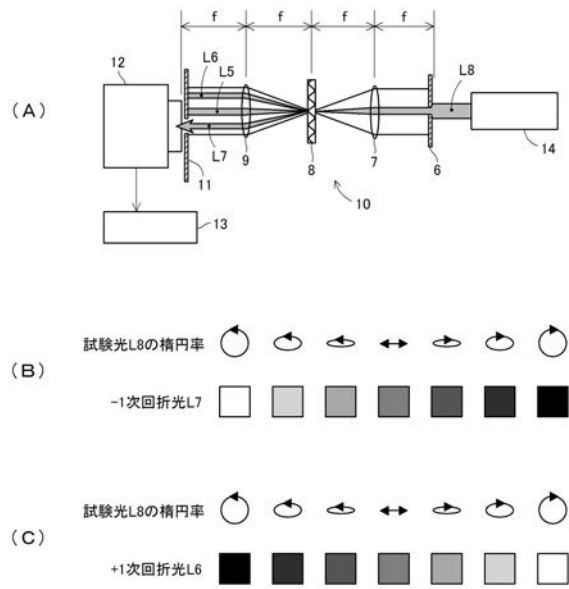 f f f f
12
L6
L5
L7
L8
(A)
11 9 8 7 6 14
10
13
試験光L8の楕円率
(B)
-1次回折光L7
試験光L8の楕円率
(C)
+1次回折光L6